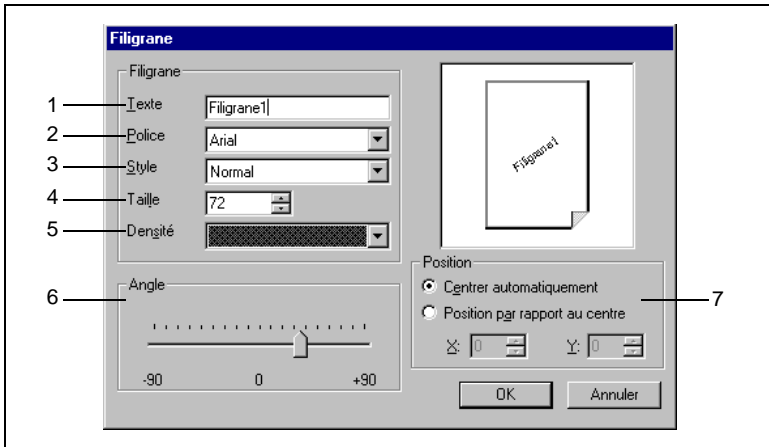 Filigrane
Filigrane
1 Texte Filigrane1
2 Police Arial
3 Style Normal
4 Taille 72
5 Densité
Filigrane1
6 Angle
-90 0 +90
Position
Centrer automatiquement
Position par rapport au centre
7
X: 0 Y: 0
OK Annuler